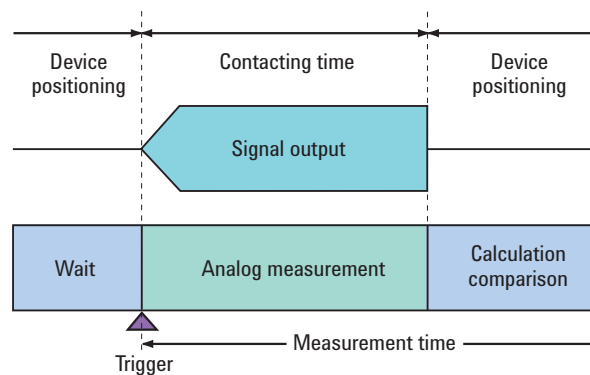 Device
positioning
Contacting time
Device
positioning
Signal output
Wait
Analog measurement
Calculation
comparison
Measurement time
Trigger